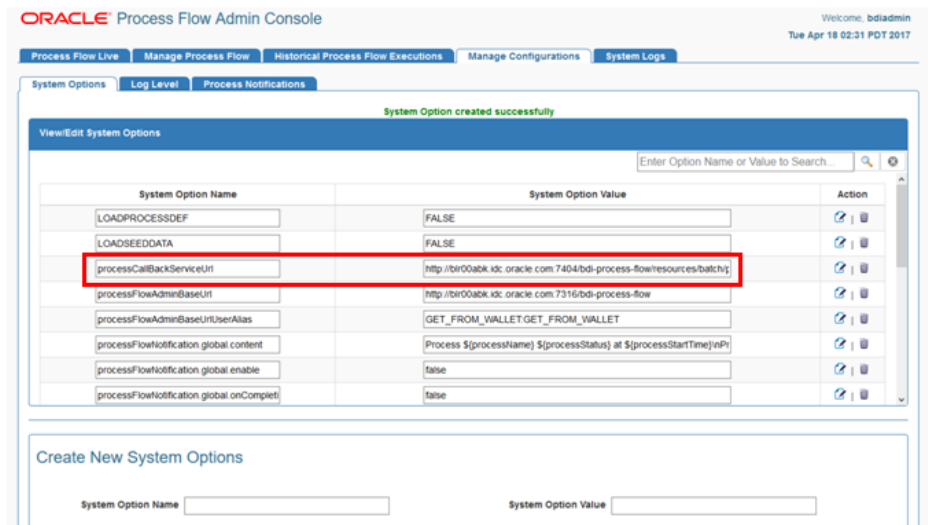 ORACLE Process Flow Admin Console
Welcome, bdiadmin
Tue Apr 18 02:31 PDT 2017
Process Flow Live Manage Process Flow Historical Process Flow Executions Manage Configurations System Logs
System Options Log Level Process Notifications
System Option created successfully
View/Edit System Options
Enter Option Name or Value to Search...
System Option Name System Option Value Action
LOADPROCESSDEF FALSE |
LOADSEEDDATA FALSE |
processCallBackServiceUrl http://blr00abk.idc.oracle.com:7404/bdi-process-flow/resources/batch/p |
processFlowAdminBaseUrl http://blr00abk.idc.oracle.com:7316/bdi-process-flow |
processFlowAdminBaseUrlUserAlias GET_FROM_WALLET:GET_FROM_WALLET |
processFlowNotification.global.content Process ${processName} ${processStatus} at ${processStartTime}\nPr |
processFlowNotification.global.enable false |
processFlowNotification.global.onCompleti false |
Create New System Options
System Option Name System Option Value